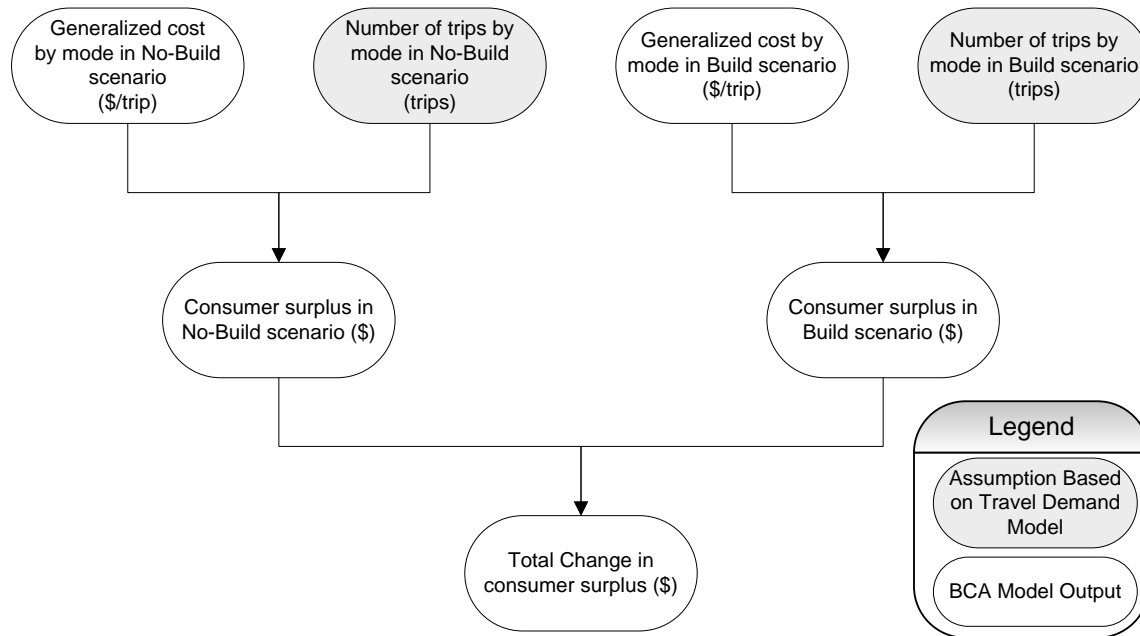 Generalized cost
by mode in No-Build
scenario
($/trip)
Number of trips by
mode in No-Build
scenario
(trips)
Generalized cost by
mode in Build scenario
($/trip)
Number of trips by
mode in Build scenario
(trips)
Consumer surplus in
No-Build scenario ($)
Consumer surplus in
Build scenario ($)
Total Change in
consumer surplus ($)
Legend
Assumption Based
on Travel Demand
Model
BCA Model Output